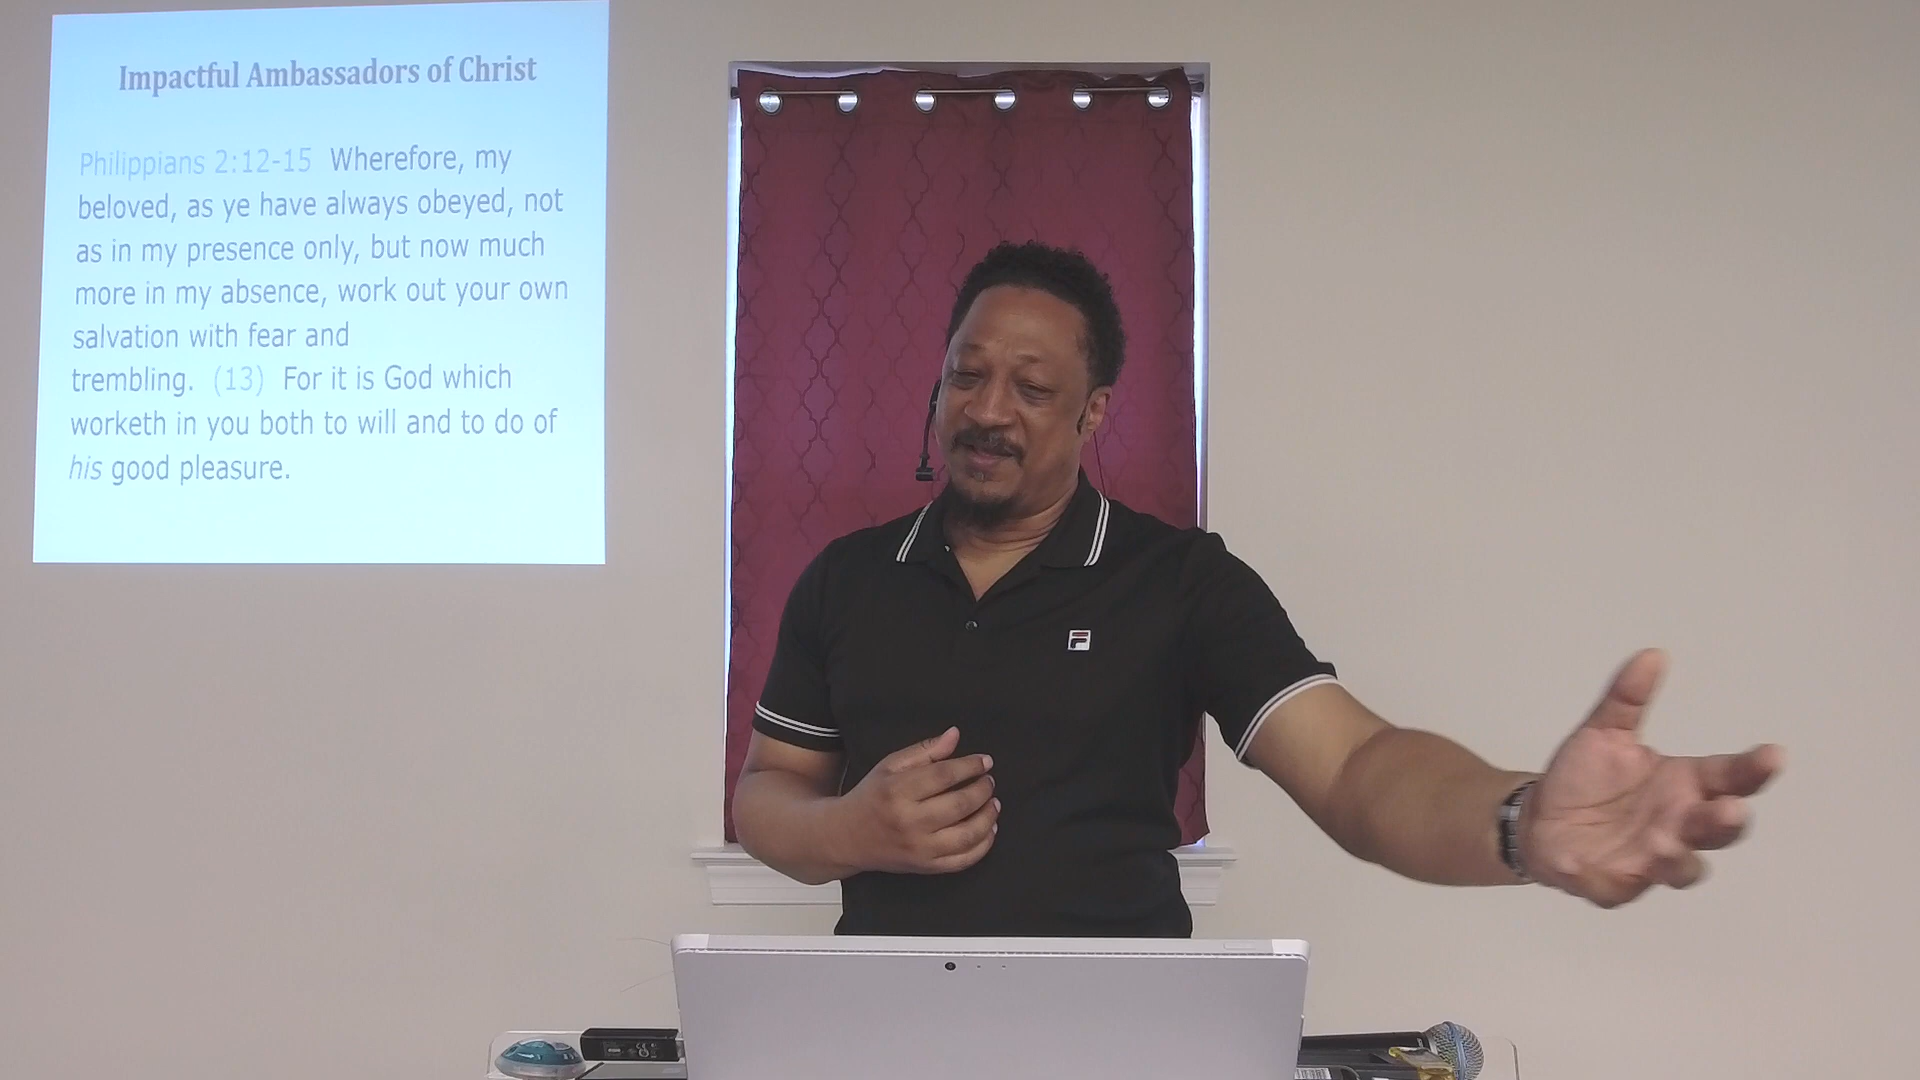 Impactful Ambassadors of Christ
Philippians 2:12-15 Wherefore, my
beloved, as ye have always obeyed, not
as in my presence only, but now much
more in my absence, work out your own
salvation with fear and
trembling. (13) For it is God which
worketh in you both to will and to do of
his good pleasure.